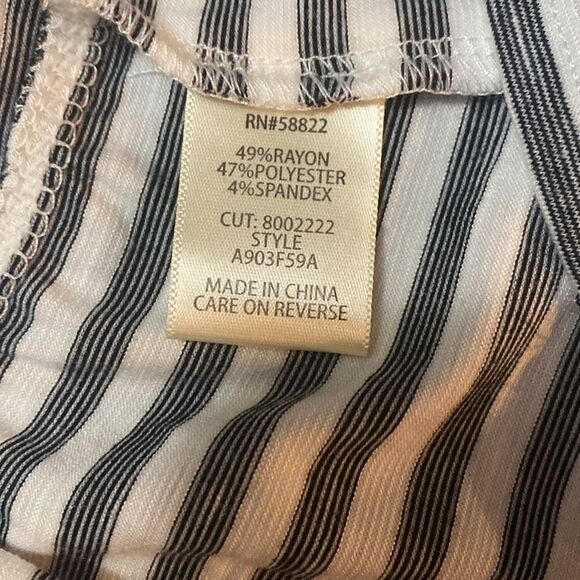 RN#58822
49%RAYON
47%POLYESTER
4%SPANDEX
CUT: 8002222
STYLE
A903F59A
MADE IN CHINA
CARE ON REVERSE